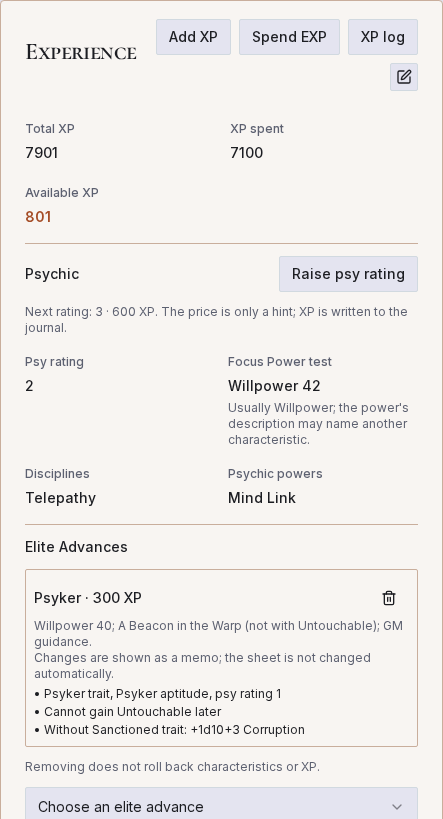 Experience
Add XP
Spend EXP
XP log
Total XP
XP spent
7901
7100
Available XP
801
Psychic
Raise psy rating
Next rating: 3 · 600 XP. The price is only a hint; XP is written to the
journal.
Psy rating
Focus Power test
2
Willpower 42
Usually Willpower; the power's
description may name another
characteristic.
Disciplines
Psychic powers
Telepathy
Mind Link
Elite Advances
Psyker · 300 XP
Willpower 40; A Beacon in the Warp (not with Untouchable); GM
guidance.
Changes are shown as a memo; the sheet is not changed
automatically.
• Psyker trait, Psyker aptitude, psy rating 1
• Cannot gain Untouchable later
• Without Sanctioned trait: +1d10+3 Corruption
Removing does not roll back characteristics or XP.
Choose an elite advance